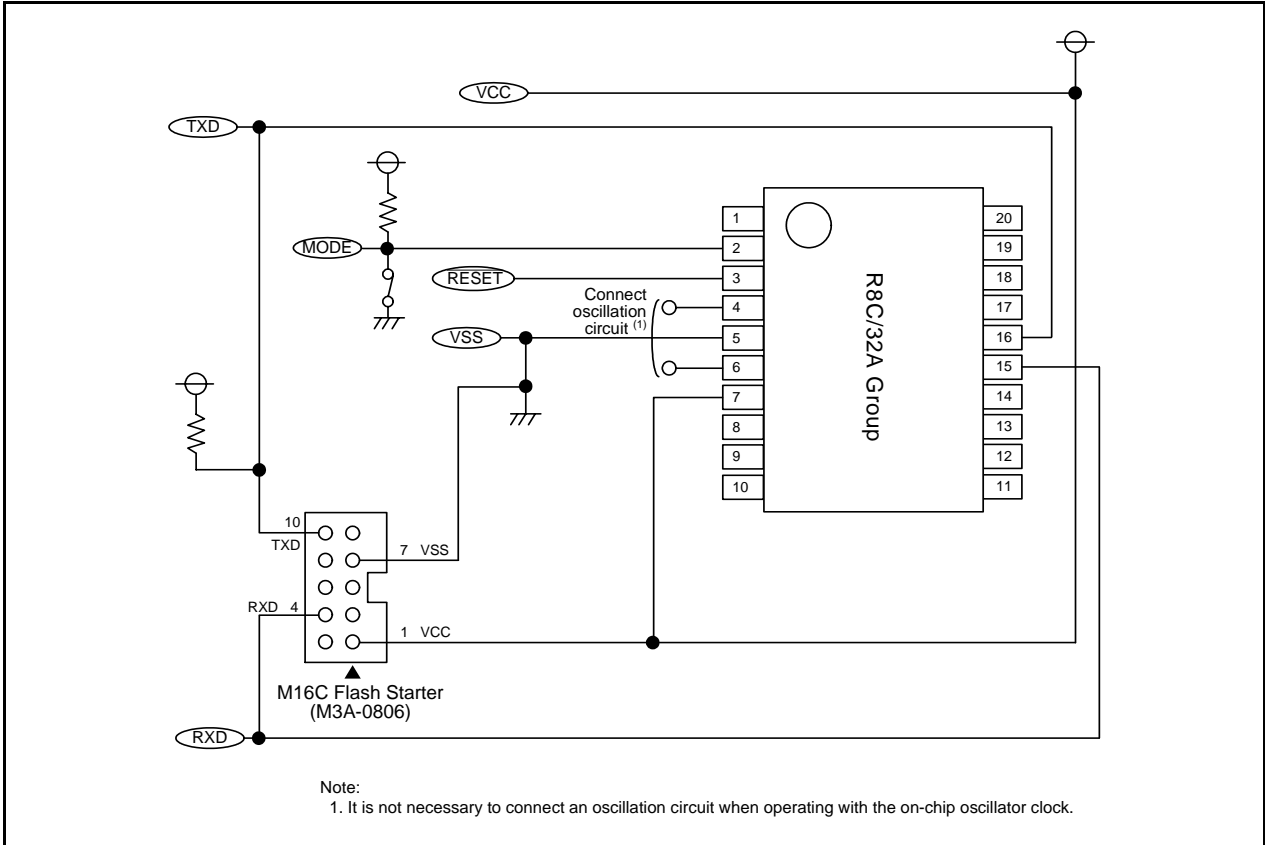 VCC
TXD
MODE
RESET
Connect
oscillation
circuit (1)
VSS
1
2
3
4
5
6
7
8
9
10
R8C/32A Group
20
19
18
17
16
15
14
13
12
11
10
TXD
7 VSS
RXD 4
1 VCC
M16C Flash Starter
(M3A-0806)
RXD
Note:
1. It is not necessary to connect an oscillation circuit when operating with the on-chip oscillator clock.